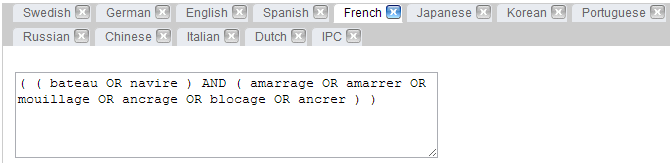 Swedish German English Spanish French Japanese Korean Portuguese
Russian Chinese Italian Dutch IPC
( ( bateau OR navire ) AND ( amarrage OR amarrer OR
mouillage OR ancrage OR blocage OR ancrer ) )